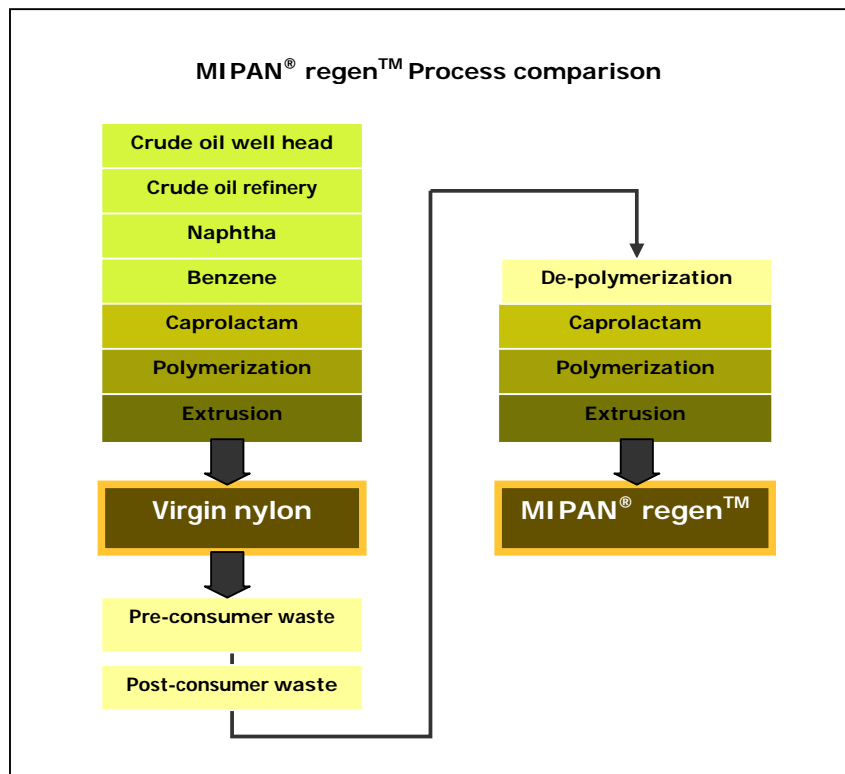 MIPAN® regen™ Process comparison
Crude oil well head
Crude oil refinery
Naphtha
Benzene
Caprolactam
Polymerization
Extrusion
Virgin nylon
Pre-consumer waste
Post-consumer waste
De-polymerization
Caprolactam
Polymerization
Extrusion
MIPAN® regen™